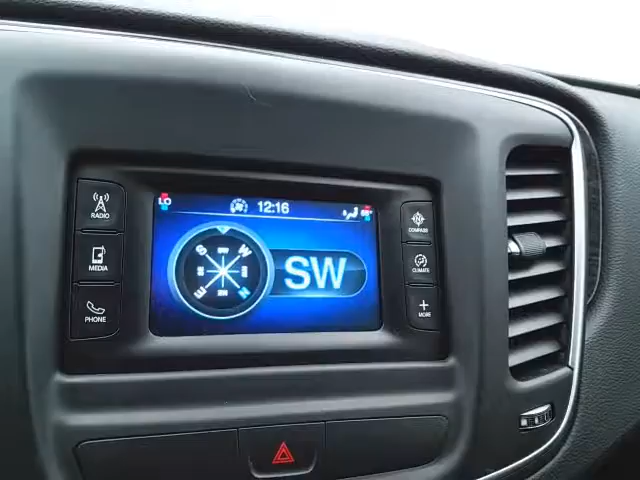 LO
12:16
RADIO
MEDIA
PHONE
S
W
N
E
SW
N
COMPASS
CLIMATE
MORE